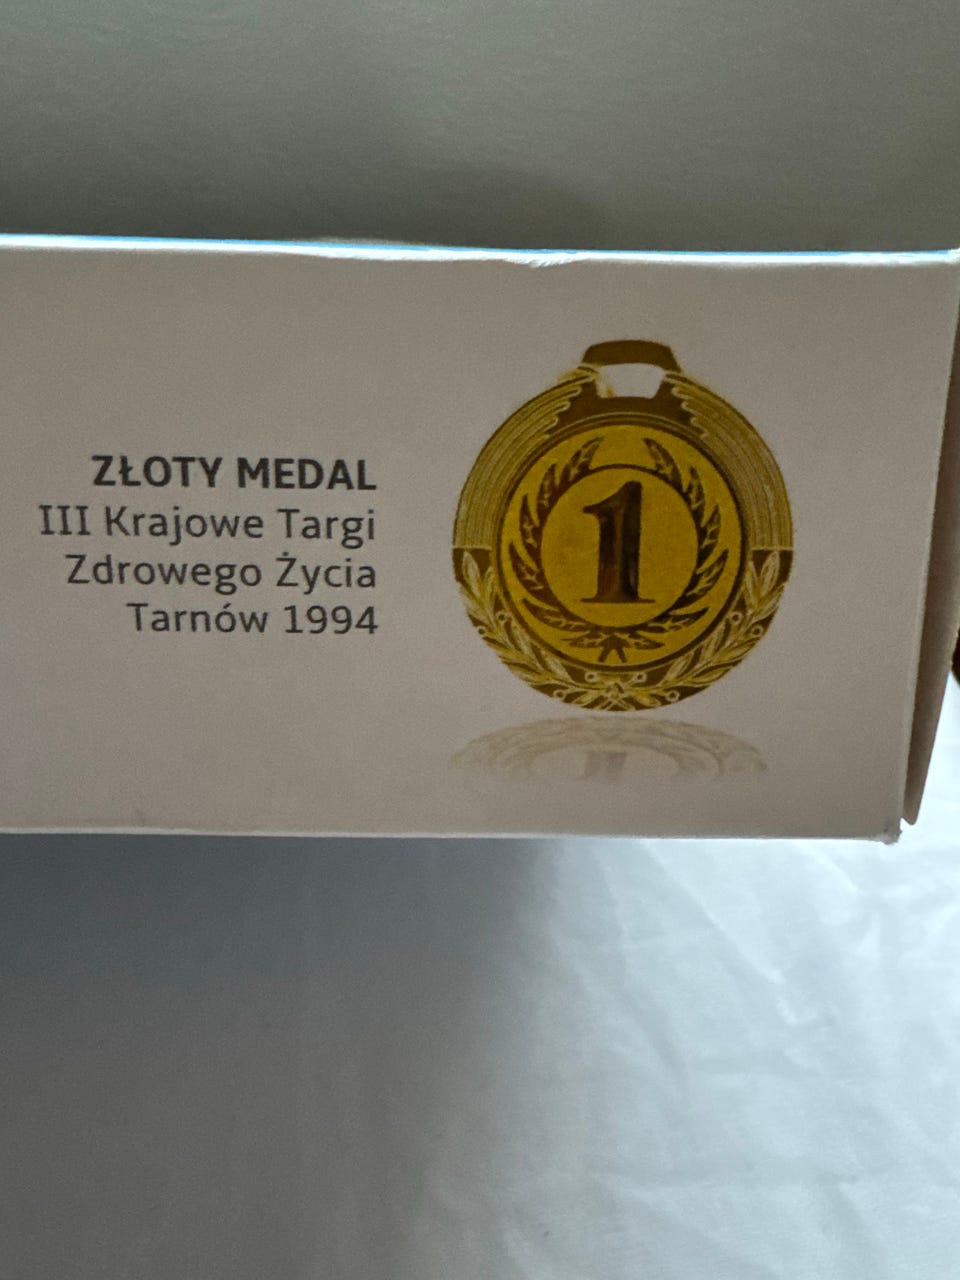 ZŁOTY MEDAL
III Krajowe Targi
Zdrowego Życia
Tarnów 1994
1